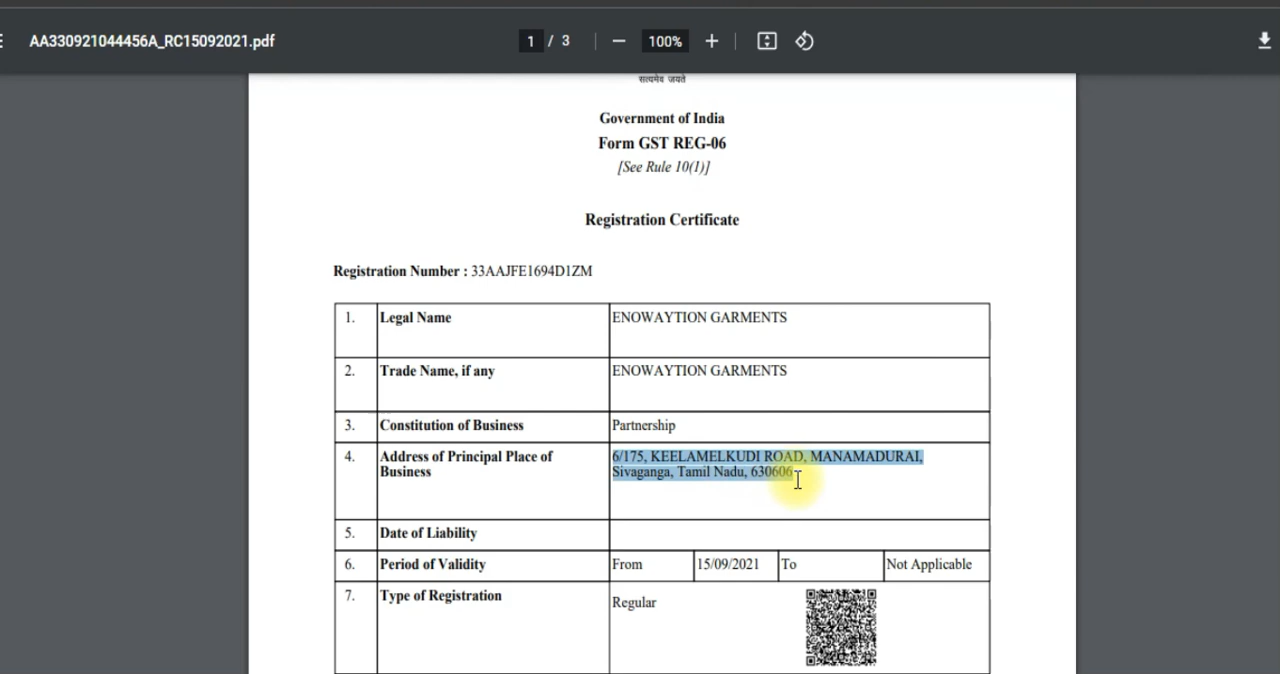 AA330921044456A_RC15092021.pdf
1 / 3
100%
सत्यमेव जयते
Government of India
Form GST REG-06
[See Rule 10(1)]
Registration Certificate
Registration Number : 33AAJFE1694D1ZM
1. Legal Name ENOWAYTION GARMENTS
2. Trade Name, if any ENOWAYTION GARMENTS
3. Constitution of Business Partnership
4. Address of Principal Place of Business 6/175, KEELAMELKUDI ROAD, MANAMADURAI,
Sivaganga, Tamil Nadu, 630606
5. Date of Liability
6. Period of Validity From 15/09/2021 To Not Applicable
7. Type of Registration Regular